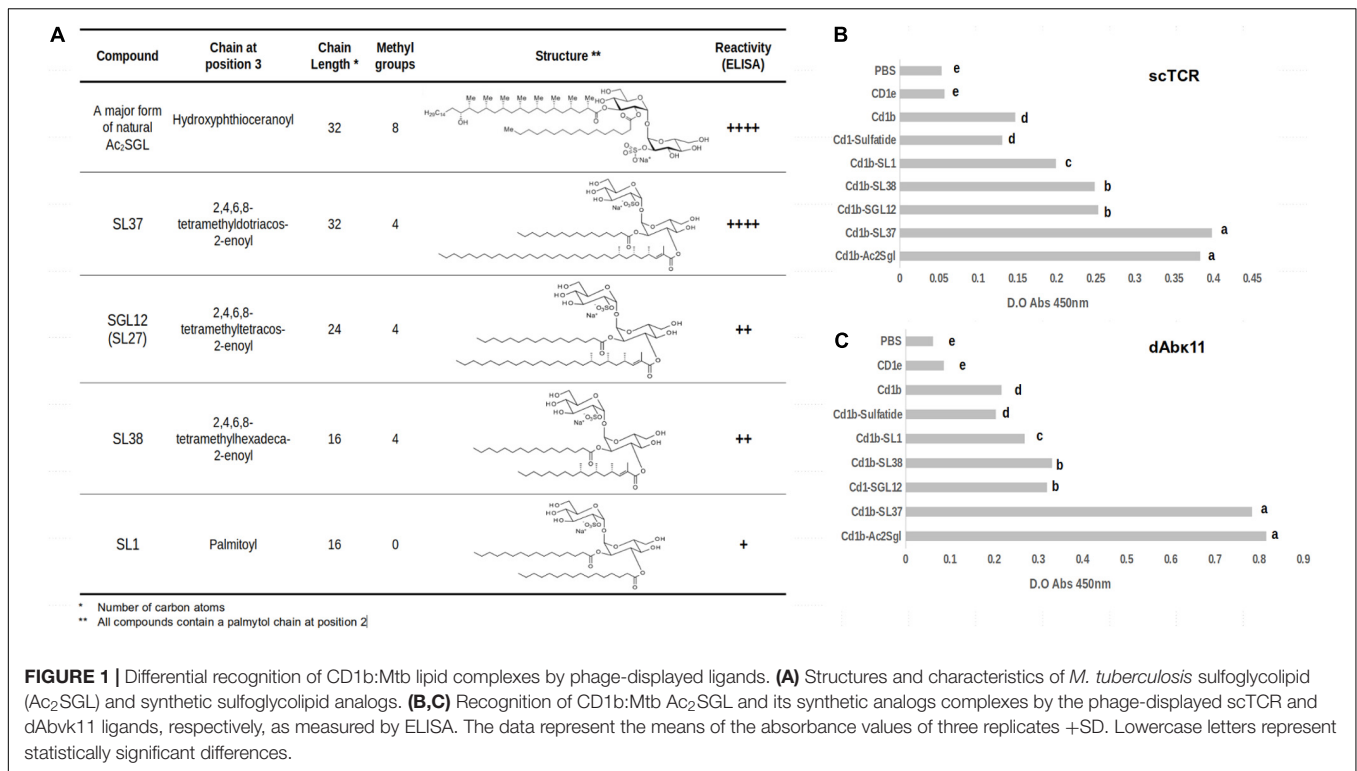 A
Compound
Chain at
position 3
Chain
Length *
Methyl
groups
Structure **
Reactivity
(ELISA)
A major form
of natural
Ac₂SGL
Hydroxyphthioceranoyl
32
8
++++
SL37
2,4,6,8-
tetramethyldotriacos-
2-enoyl
32
4
++++
SGL12
(SL27)
2,4,6,8-
tetramethyltetracos-
2-enoyl
24
4
++
SL38
2,4,6,8-
tetramethylhexadeca-
2-enoyl
16
4
++
SL1
Palmitoyl
16
0
+
* Number of carbon atoms
** All compounds contain a palmytol chain at position 2
B
scTCR
PBS e
CD1e e
Cd1b d
Cd1-Sulfatide d
Cd1b-SL1 c
Cd1b-SL38 b
Cd1b-SGL12 b
Cd1b-SL37 a
Cd1b-Ac2Sgl a
0 0.05 0.1 0.15 0.2 0.25 0.3 0.35 0.4 0.45
D.O Abs 450nm
C
dAbκ11
PBS e
CD1e e
Cd1b d
Cd1b-Sulfatide d
Cd1b-SL1 c
Cd1b-SL38 b
Cd1-SGL12 b
Cd1b-SL37 a
Cd1b-Ac2Sgl a
0 0.1 0.2 0.3 0.4 0.5 0.6 0.7 0.8 0.9
D.O Abs 450nm
FIGURE 1 | Differential recognition of CD1b:Mtb lipid complexes by phage-displayed ligands. (A) Structures and characteristics of M. tuberculosis sulfoglycolipid
(Ac₂SGL) and synthetic sulfoglycolipid analogs. (B,C) Recognition of CD1b:Mtb Ac₂SGL and its synthetic analogs complexes by the phage-displayed scTCR and
dAbvk11 ligands, respectively, as measured by ELISA. The data represent the means of the absorbance values of three replicates +SD. Lowercase letters represent
statistically significant differences.